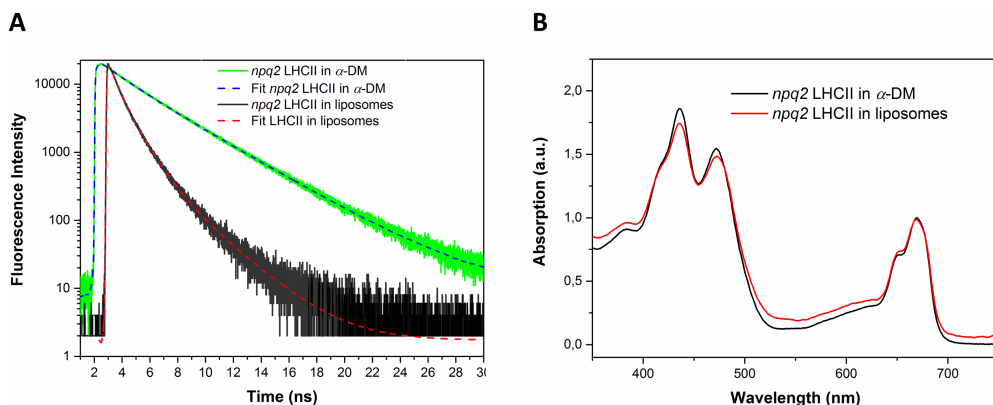 A
B
npq2 LHCII in α-DM
Fit npq2 LHCII in α-DM
npq2 LHCII in liposomes
Fit LHCII in liposomes
10000
1000
100
10
1
Fluorescence Intensity
2 4 6 8 10 12 14 16 18 20 22 24 26 28 30
Time (ns)
npq2 LHCII in α-DM
npq2 LHCII in liposomes
2,0
1,5
1,0
0,5
0,0
Absorption (a.u.)
400 500 600 700
Wavelength (nm)